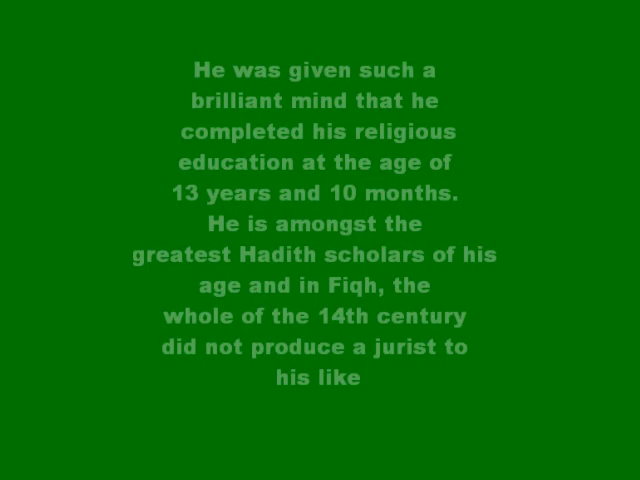 He was given such a
brilliant mind that he
completed his religious
education at the age of
13 years and 10 months.
He is amongst the
greatest Hadith scholars of his
age and in Fiqh, the
whole of the 14th century
did not produce a jurist to
his like